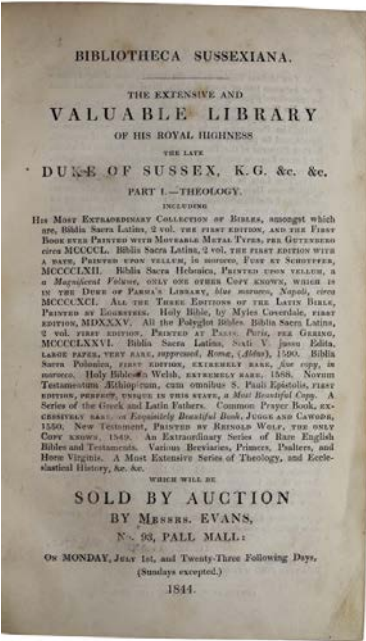 BIBLIOTHECA SUSSEXIANA.
THE EXTENSIVE AND
VALUABLE LIBRARY
OF HIS ROYAL HIGHNESS
THE LATE
DUKE OF SUSSEX, K.G. &c. &c.
PART I.—THEOLOGY.
INCLUDING
HIS MOST EXTRAORDINARY COLLECTION OF BIBLES, amongst which
are, Biblia Sacra Latina, 2 vol. THE FIRST EDITION, AND THE FIRST
BOOK EVER PRINTED WITH MOVEABLE METAL TYPES, PER GUTENBERG
circa MCCCCL. Biblia Sacra Latina, 2 vol. THE FIRST EDITION WITH
A DATE, PRINTED UPON VELLUM, in morocco, FUST ET SCHOIFFER,
MCCCCLXII. Biblia Sacra Hebraica, PRINTED UPON VELLUM, a
a Magnificent Volume, ONLY ONE OTHER COPY KNOWN, WHICH IS
IN THE DUKE OF PARMA'S LIBRARY, blue morocco, Napoli, circa
MCCCCXCI. ALL THE THREE EDITIONS OF THE LATIN BIBLE,
PRINTED BY EGGESTEIN. Holy Bible, by Myles Coverdale, FIRST
EDITION, MDXXXV. All the Polyglot Bibles. Biblia Sacra Latina,
2 vol. FIRST EDITION, PRINTED AT PARIS, Paris, PER GERING,
MCCCCLXXVI. Biblia Sacra Latina, Sixti V. jussu Edita,
LARGE PAPER, VERY RARE, suppressed, Romæ, (Aldus), 1590. Biblia
Sacra Polonica, FIRST EDITION, EXTREMELY RARE, fine copy, in
morocco. Holy Bible in Welsh, EXTREMELY RARE, 1588. Novum
Testamentum Æthiopicum, cum omnibus S. Pauli Epistolis, FIRST
EDITION, PERFECT, UNIQUE IN THIS STATE, a Most Beautiful Copy. A
Series of the Greek and Latin Fathers. Common Prayer Book, EX-
CESSIVELY RARE, an Exquisitely Beautiful Book, JUGGE AND CAWODE,
1550. New Testament, PRINTED BY REINOLD WOLF, THE ONLY
COPY KNOWN, 1549. An Extraordinary Series of Rare English
Bibles and Testaments. Various Breviaries, Primers, Psalters, and
Horæ Virginis. A Most Extensive Series of Theology, and Eccle-
siastical History, &c. &c.
WHICH WILL BE
SOLD BY AUCTION
BY MESSRS. EVANS,
No. 93, PALL MALL:
ON MONDAY, JULY 1st, and Twenty-Three Following Days,
(Sundays excepted.)
1844.